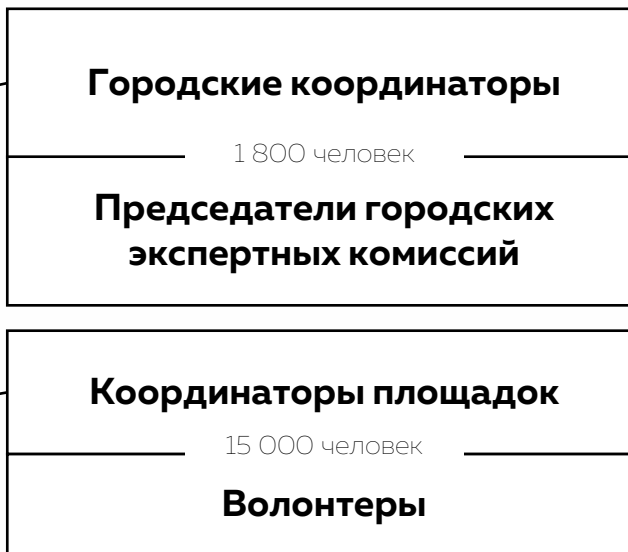 Городские координаторы
1 800 человек
Председатели городских
экспертных комиссий
Координаторы площадок
15 000 человек
Волонтеры